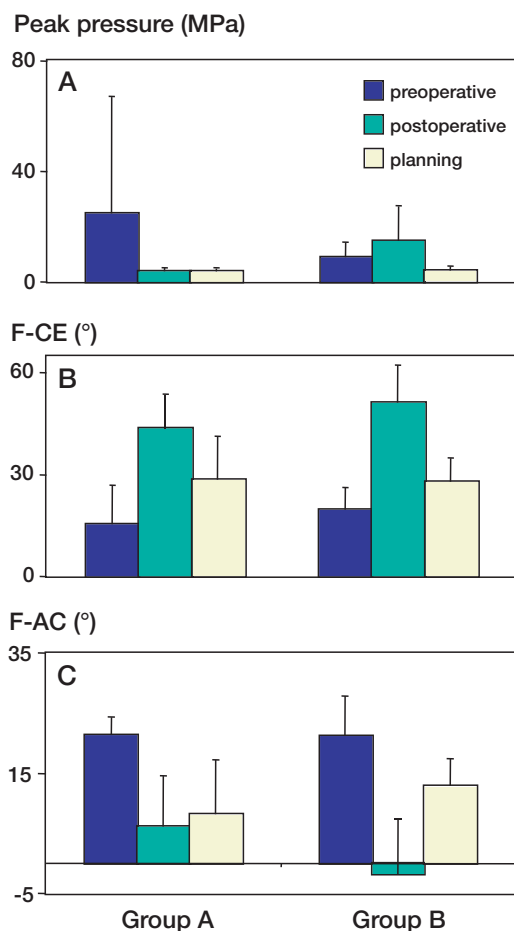 Peak pressure (MPa)
80
A
preoperative
postoperative
40
planning
0
F-CE (°)
60
B
30
0
F-AC (°)
35
C
15
-5
Group A Group B